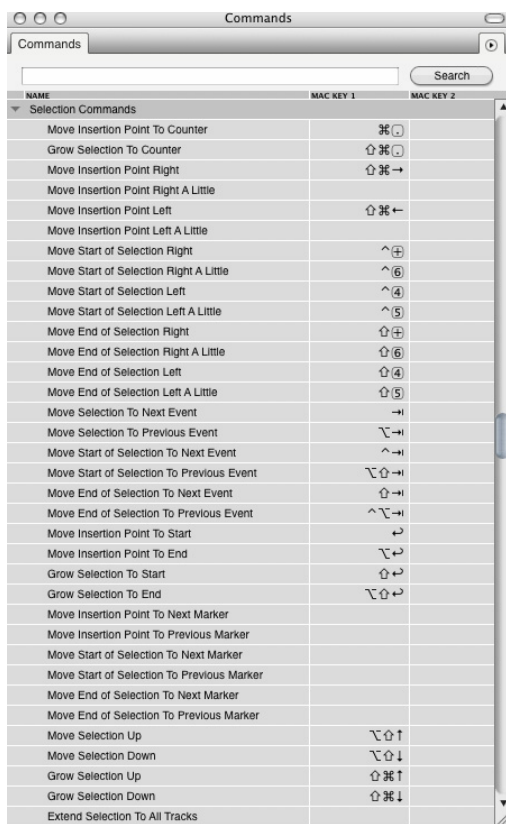 Commands
Commands
Search
NAME MAC KEY 1 MAC KEY 2
Selection Commands
Move Insertion Point To Counter ⌘.
Grow Selection To Counter ⇧⌘.
Move Insertion Point Right ⇧⌘→
Move Insertion Point Right A Little
Move Insertion Point Left ⇧⌘←
Move Insertion Point Left A Little
Move Start of Selection Right ^+
Move Start of Selection Right A Little ^6
Move Start of Selection Left ^4
Move Start of Selection Left A Little ^5
Move End of Selection Right ⇧+
Move End of Selection Right A Little ⇧6
Move End of Selection Left ⇧4
Move End of Selection Left A Little ⇧5
Move Selection To Next Event ⇥
Move Selection To Previous Event ⌥⇥
Move Start of Selection To Next Event ^⇥
Move Start of Selection To Previous Event ⌥⇧⇥
Move End of Selection To Next Event ⇧⇥
Move End of Selection To Previous Event ^⌥⇥
Move Insertion Point To Start ↩
Move Insertion Point To End ⌥↩
Grow Selection To Start ⇧↩
Grow Selection To End ⌥⇧↩
Move Insertion Point To Next Marker
Move Insertion Point To Previous Marker
Move Start of Selection To Next Marker
Move Start of Selection To Previous Marker
Move End of Selection To Next Marker
Move End of Selection To Previous Marker
Move Selection Up ⌥⇧↑
Move Selection Down ⌥⇧↓
Grow Selection Up ⇧⌘↑
Grow Selection Down ⇧⌘↓
Extend Selection To All Tracks